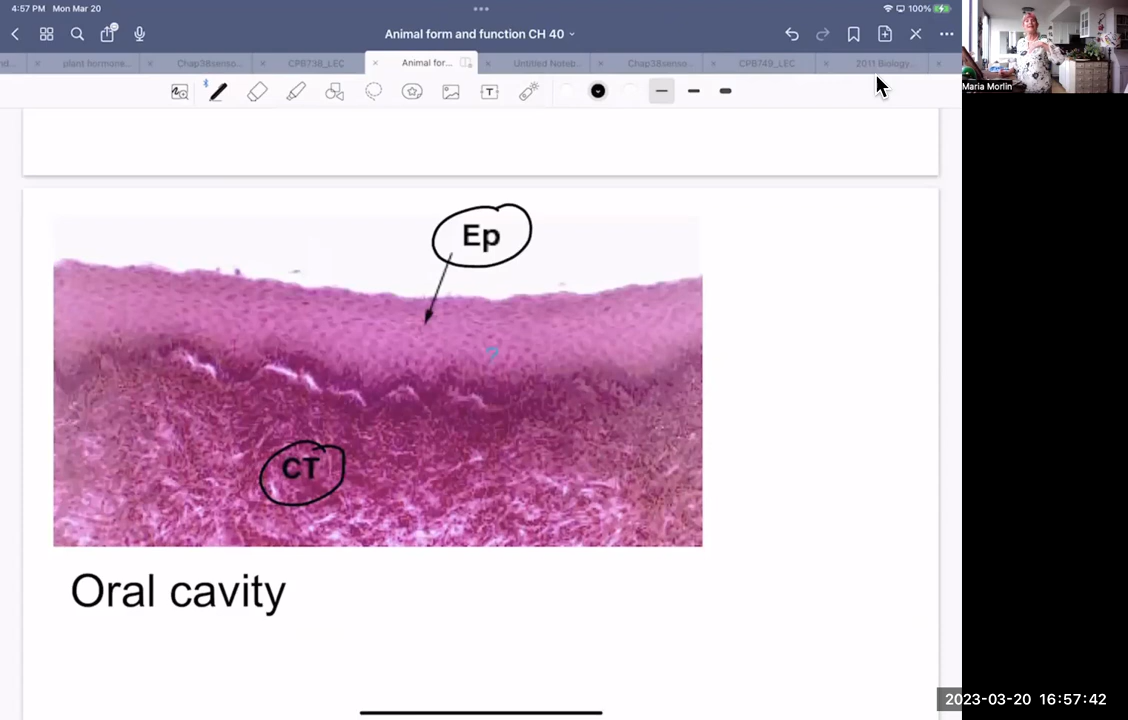 4:57 PM Mon Mar 20
100%
Animal form and function CH 40
nd...
plant hormone...
Chap38senso...
CPB738_LEC
Animal for...
Untitled Noteb...
Chap38senso...
CPB749_LEC
2011 Biology...
T
Maria Morlin
Ep
CT
Oral cavity
2023-03-20 16:57:42